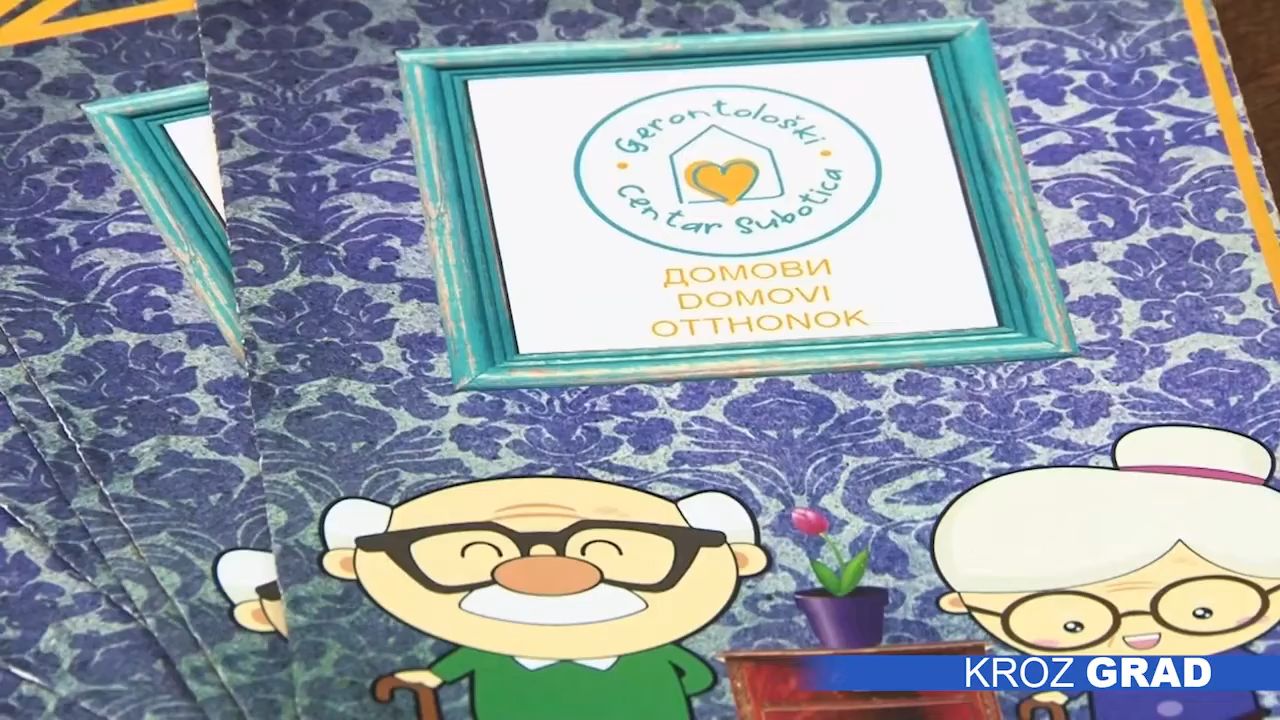 Gerontološki
Centar Subotica
ДОМОВИ
DOMOVI
OTTHONOK
KROZ GRAD